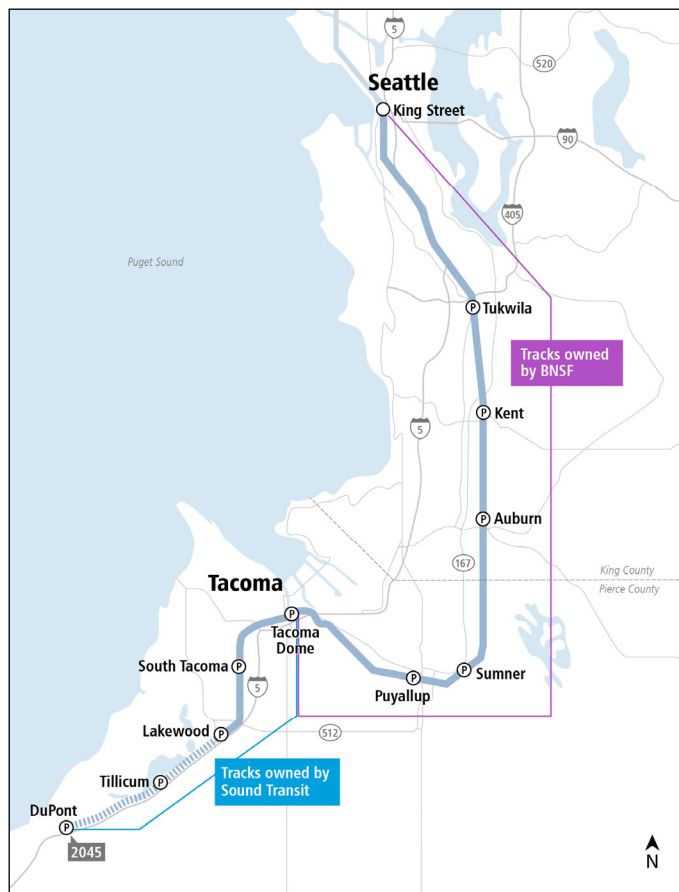 5
520
Seattle
King Street
90
405
Puget Sound
Tukwila
Tracks owned
by BNSF
Kent
5
Auburn
167
King County
Pierce County
Tacoma
Tacoma
Dome
South Tacoma
Sumner
5
Puyallup
Lakewood
512
Tracks owned by
Sound Transit
Tillicum
DuPont
2045
N
P
P
P
P
P
P
P
P
P
P